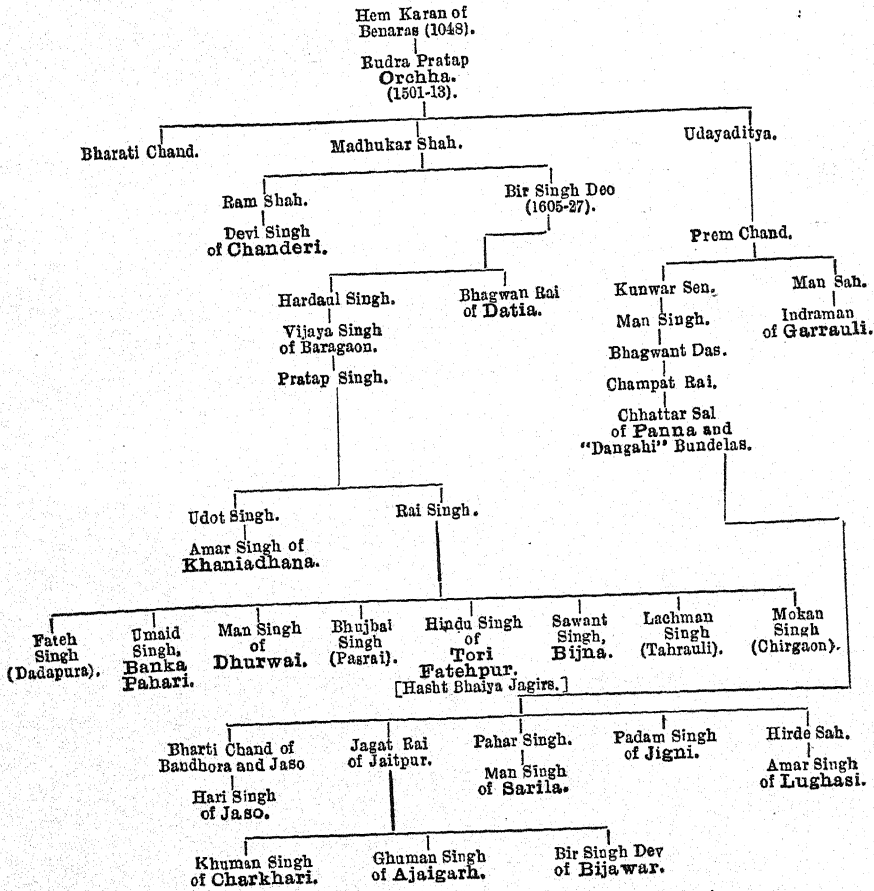 Hem Karan of
Benaras (1048).
Rudra Pratap
Orchha.
(1501-13).
Bharati Chand.
Madhukar Shah.
Udayaditya.
Ram Shah.
Bir Singh Deo
(1605-27).
Devi Singh
of Chanderi.
Prem Chand.
Hardaul Singh.
Bhagwan Rai
of Datia.
Kunwar Sen.
Man Sah.
Vijaya Singh
of Baragaon.
Man Singh.
Indraman
of Garrauli.
Bhagwant Das.
Pratap Singh.
Champat Rai.
Chhattar Sal
of Panna and
"Dangahi" Bundelas.
Udot Singh.
Rai Singh.
Amar Singh of
Khaniadhana.
Fateh
Singh
(Dadapura).
Umaid
Singh,
Banka
Pahari.
Man Singh
of
Dhurwai.
Bhujbal
Singh
(Pasrai).
Hindu Singh
of
Tori
Fatehpur.
Sawant
Singh,
Bijna.
Lachman
Singh
(Tahrauli).
Mokan
Singh
(Chirgaon).
[Hasht Bhaiya Jagirs.]
Bharti Chand of
Bandhora and Jaso
Jagat Rai
of Jaitpur.
Pahar Singh.
Padam Singh
of Jigni.
Hirde Sah.
Hari Singh
of Jaso.
Man Singh
of Sarila.
Amar Singh
of Lughasi.
Khuman Singh
of Charkhari.
Ghuman Singh
of Ajaigarh.
Bir Singh Dev
of Bijawar.